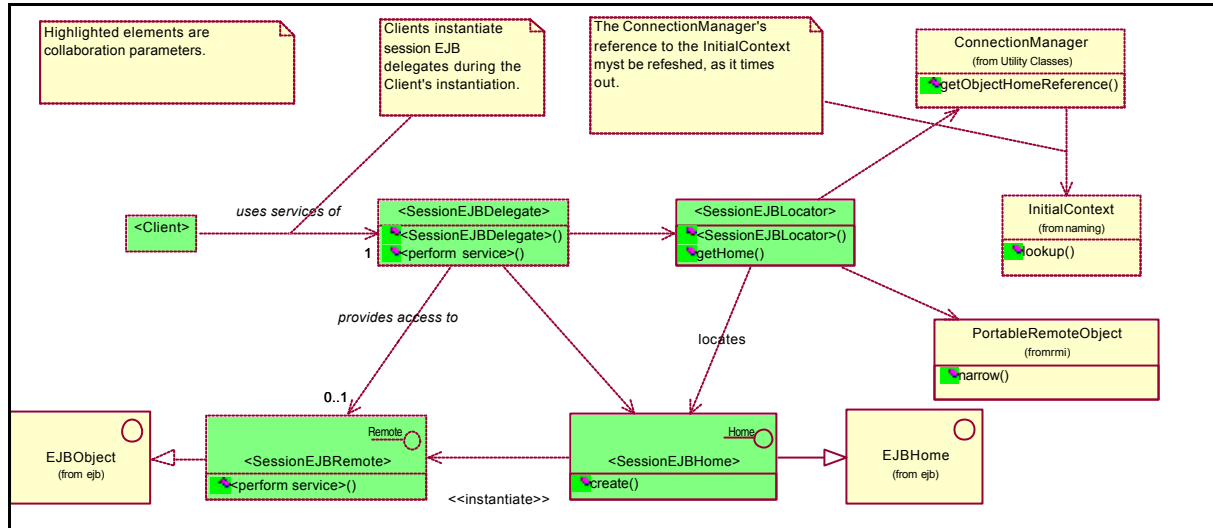 Highlighted elements are
collaboration parameters.
Clients instantiate
session EJB
delegates during the
Client's instantiation.
The ConnectionManager's
reference to the InitialContext
myst be refeshed, as it times
out.
ConnectionManager
(from Utility Classes)
getObjectHomeReference()
uses services of
<Client>
1
<SessionEJBDelegate>
<SessionEJBDelegate>()
<perform service>()
<SessionEJBLocator>
<SessionEJBLocator>()
getHome()
InitialContext
(from naming)
lookup()
provides access to
0..1
locates
PortableRemoteObject
(fromrmi)
narrow()
EJBObject
(from ejb)
Remote
<SessionEJBRemote>
<perform service>()
<<instantiate>>
Home
<SessionEJBHome>
create()
EJBHome
(from ejb)